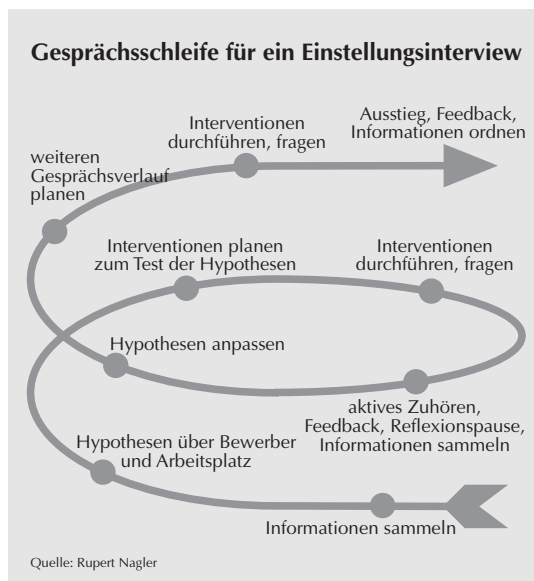 Gesprächsschleife für ein Einstellungsinterview
Ausstieg, Feedback,
Informationen ordnen
Interventionen
durchführen, fragen
weiteren
Gesprächsverlauf
planen
Interventionen planen
zum Test der Hypothesen
Interventionen
durchführen, fragen
Hypothesen anpassen
aktives Zuhören,
Feedback, Reflexionspause,
Informationen sammeln
Hypothesen über Bewerber
und Arbeitsplatz
Informationen sammeln
Quelle: Rupert Nagler